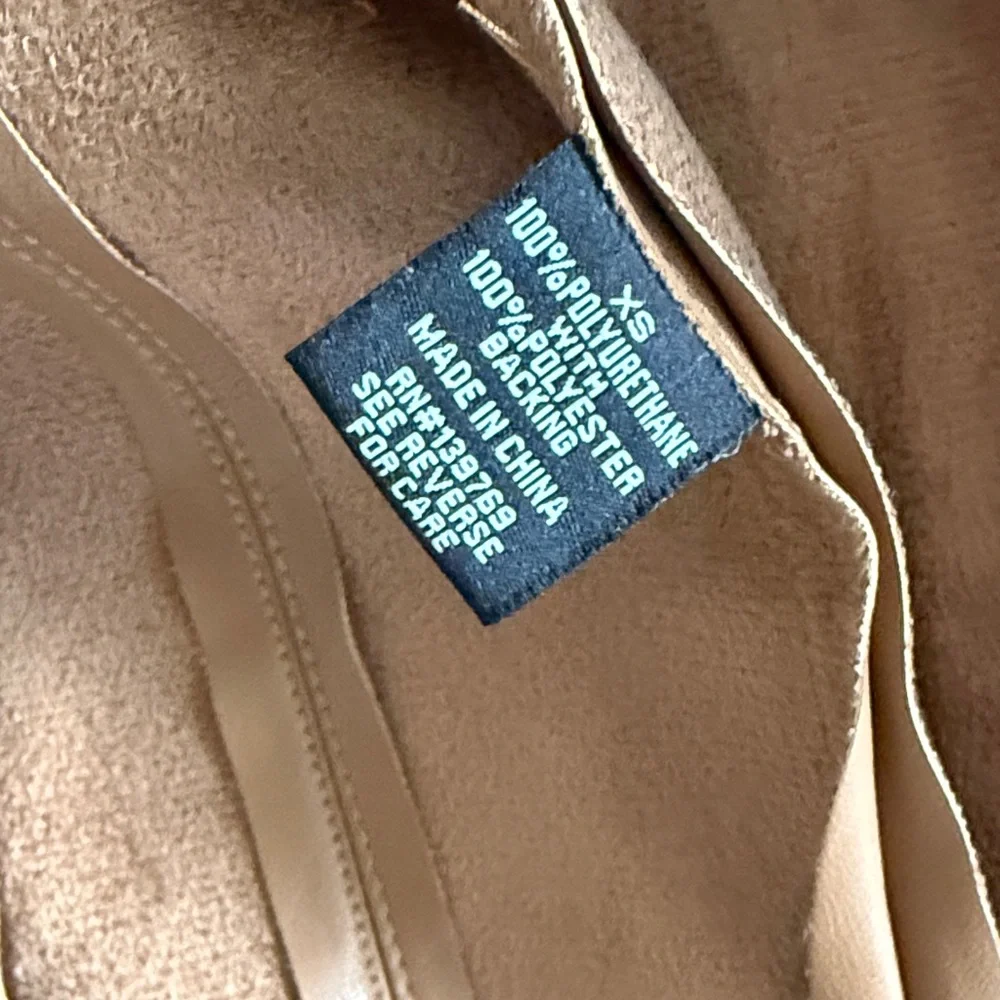 XS
100%POLYURETHANE
WITH
100%POLYESTER
BACKING
MADE IN CHINA
RN#139769
SEE REVERSE
FOR CARE